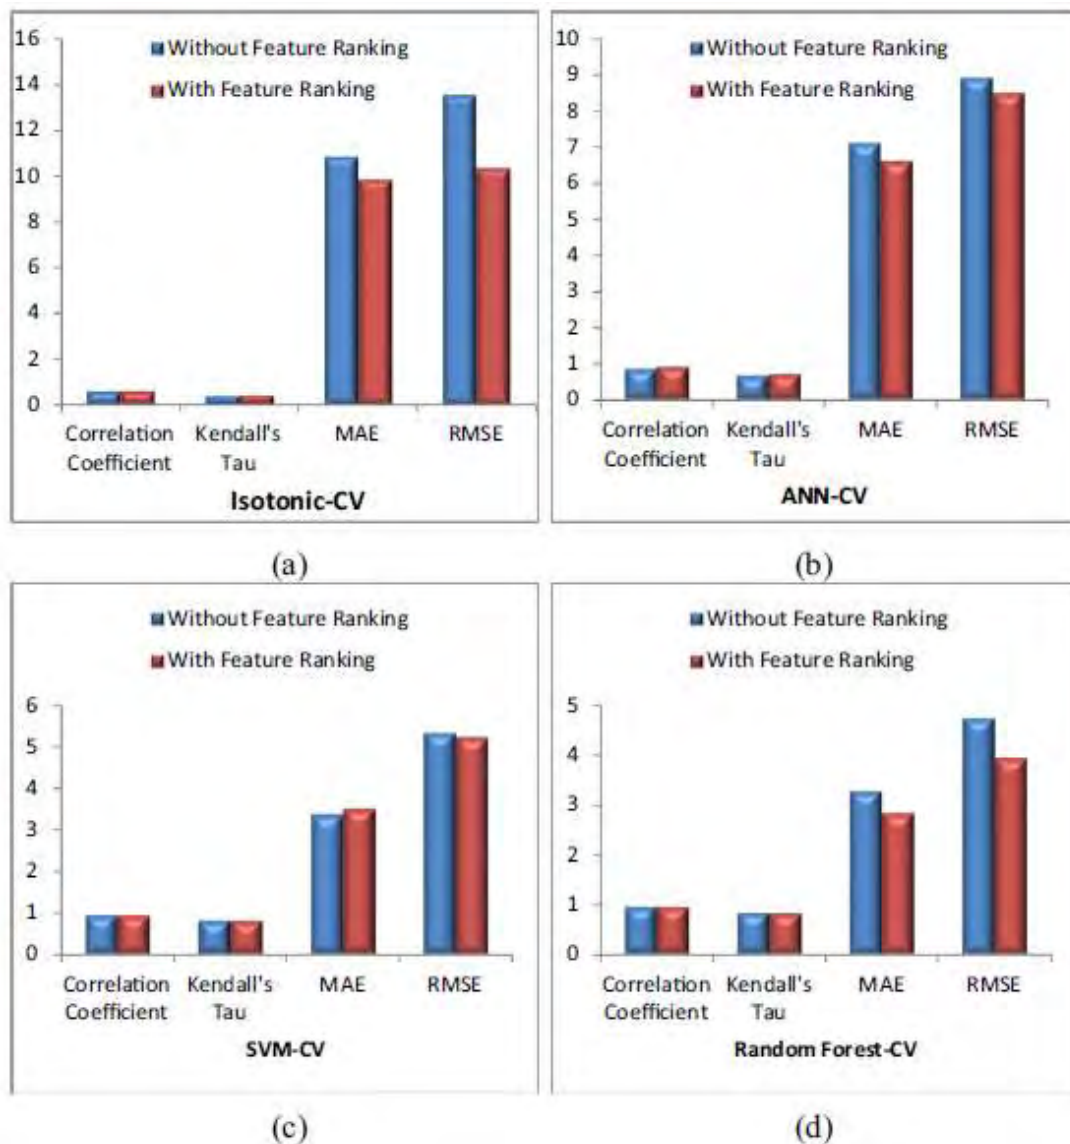 Without Feature Ranking
With Feature Ranking
16
14
12
10
8
6
4
2
0
Correlation Coefficient
Kendall's Tau
MAE
RMSE
Isotonic-CV
(a)
Without Feature Ranking
With Feature Ranking
10
9
8
7
6
5
4
3
2
1
0
Correlation Coefficient
Kendall's Tau
MAE
RMSE
ANN-CV
(b)
Without Feature Ranking
With Feature Ranking
6
5
4
3
2
1
0
Correlation Coefficient
Kendall's Tau
MAE
RMSE
SVM-CV
(c)
Without Feature Ranking
With Feature Ranking
5
4
3
2
1
0
Correlation Coefficient
Kendall's Tau
MAE
RMSE
Random Forest-CV
(d)